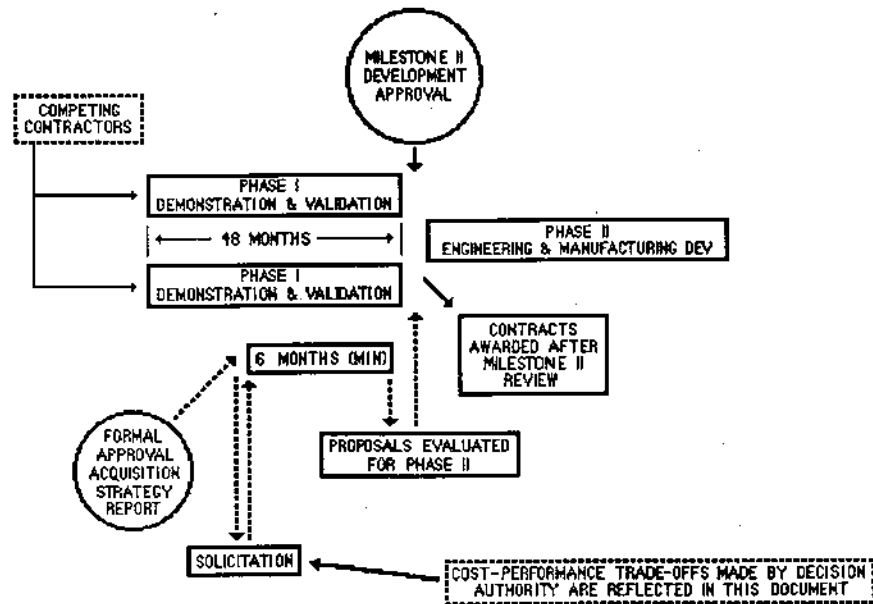 MILESTONE II
DEVELOPMENT
APPROVAL
COMPETING
CONTRACTORS
PHASE I
DEMONSTRATION & VALIDATION
48 MONTHS
PHASE I
DEMONSTRATION & VALIDATION
PHASE II
ENGINEERING & MANUFACTURING DEV
CONTRACTS
AWARDED AFTER
MILESTONE II
REVIEW
6 MONTHS (MIN)
FORMAL
APPROVAL
ACQUISITION
STRATEGY
REPORT
PROPOSALS EVALUATED
FOR PHASE II
SOLICITATION
COST-PERFORMANCE TRADE-OFFS MADE BY DECISION
AUTHORITY ARE REFLECTED IN THIS DOCUMENT